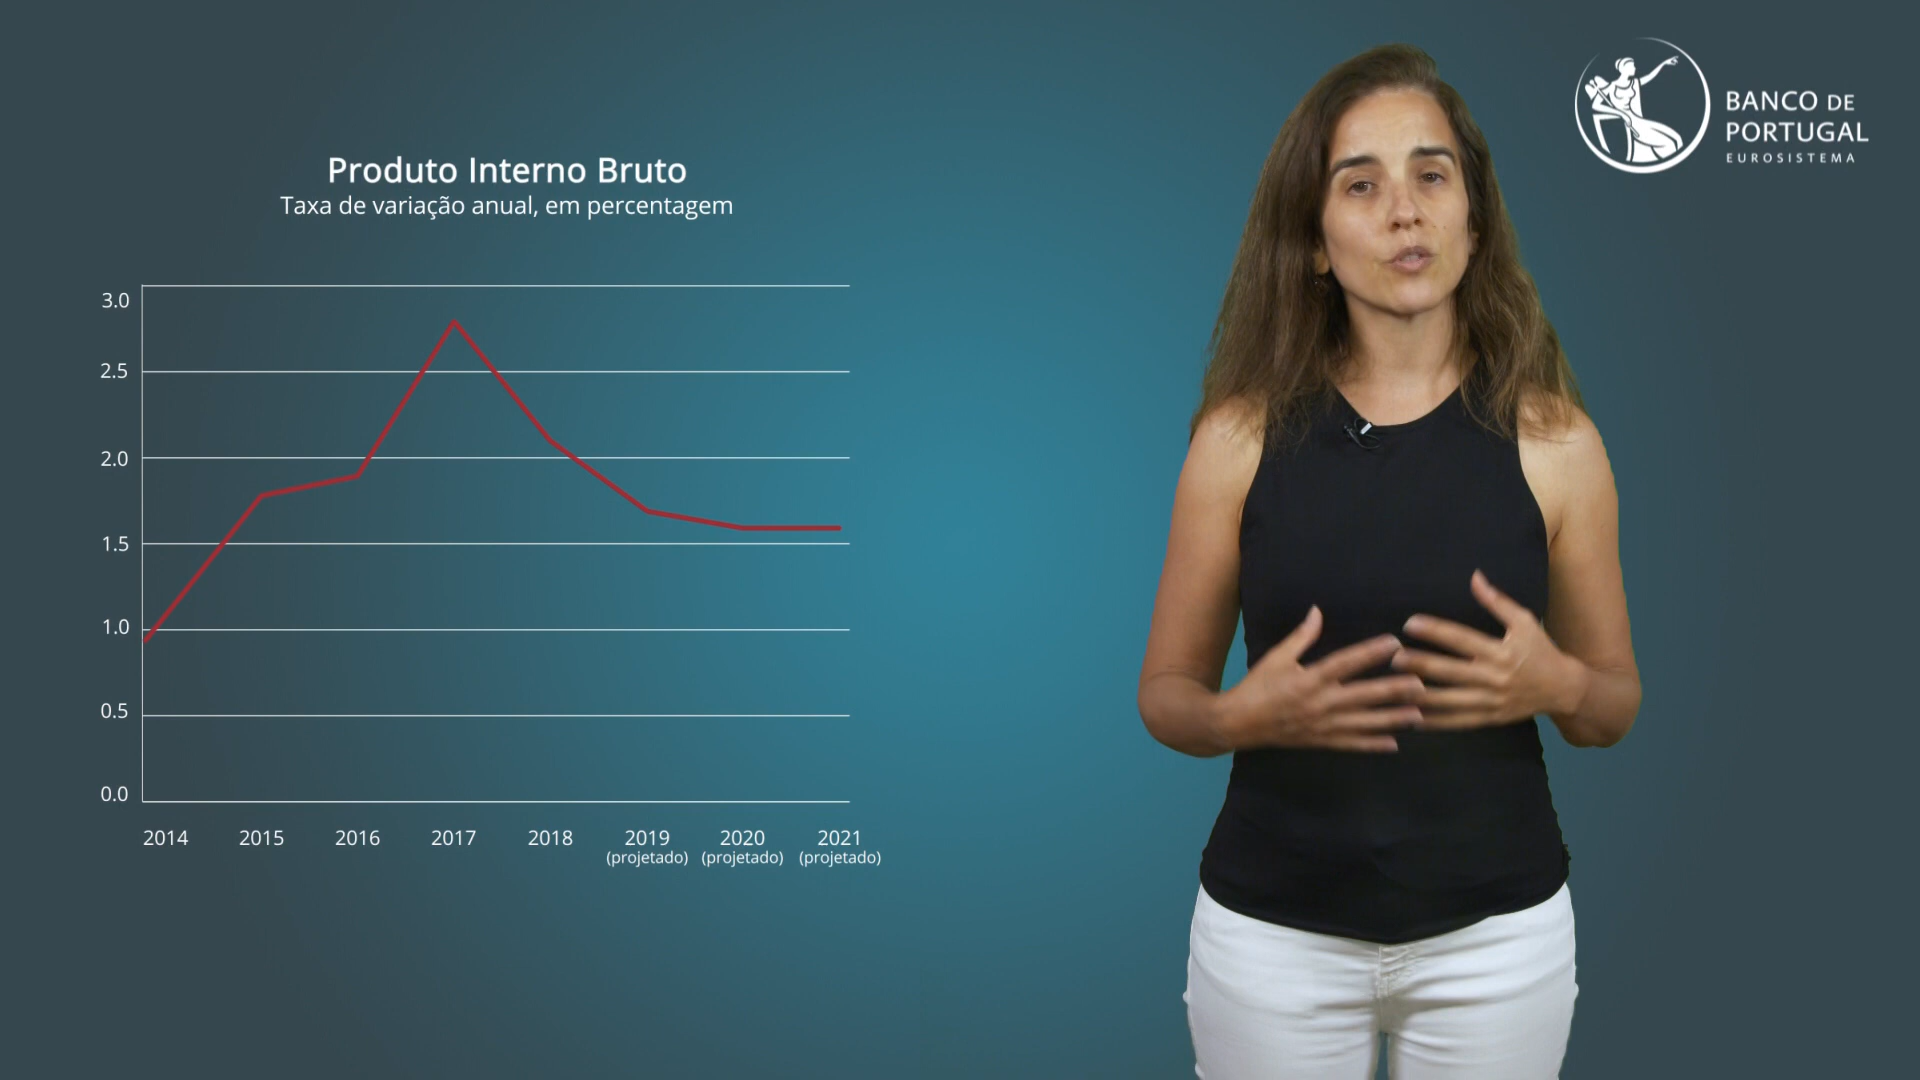 BANCO DE
PORTUGAL
EUROSISTEMA
Produto Interno Bruto
Taxa de variação anual, em percentagem
3.0
2.5
2.0
1.5
1.0
0.5
0.0
2014 2015 2016 2017 2018 2019 2020 2021
(projetado) (projetado) (projetado)